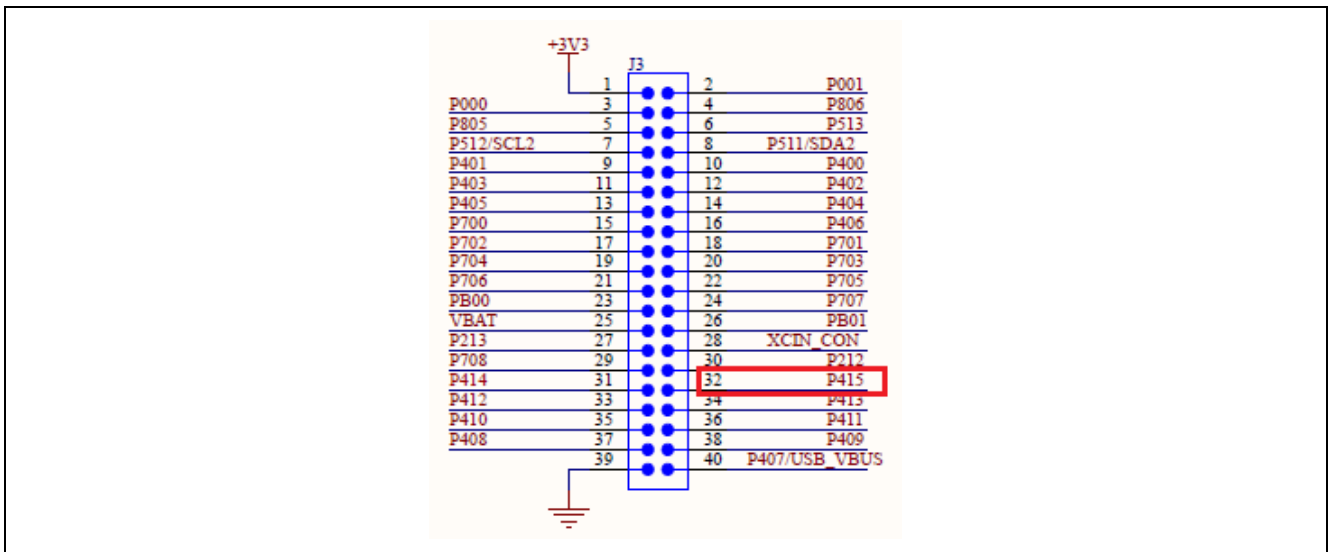 +3V3
J3
1 2 P001
P000 3 4 P806
P805 5 6 P513
P512/SCL2 7 8 P511/SDA2
P401 9 10 P400
P403 11 12 P402
P405 13 14 P404
P700 15 16 P406
P702 17 18 P701
P704 19 20 P703
P706 21 22 P705
PB00 23 24 P707
VBAT 25 26 PB01
P213 27 28 XCIN_CON
P708 29 30 P212
P414 31 32 P415
P412 33 34 P413
P410 35 36 P411
P408 37 38 P409
39 40 P407/USB_VBUS